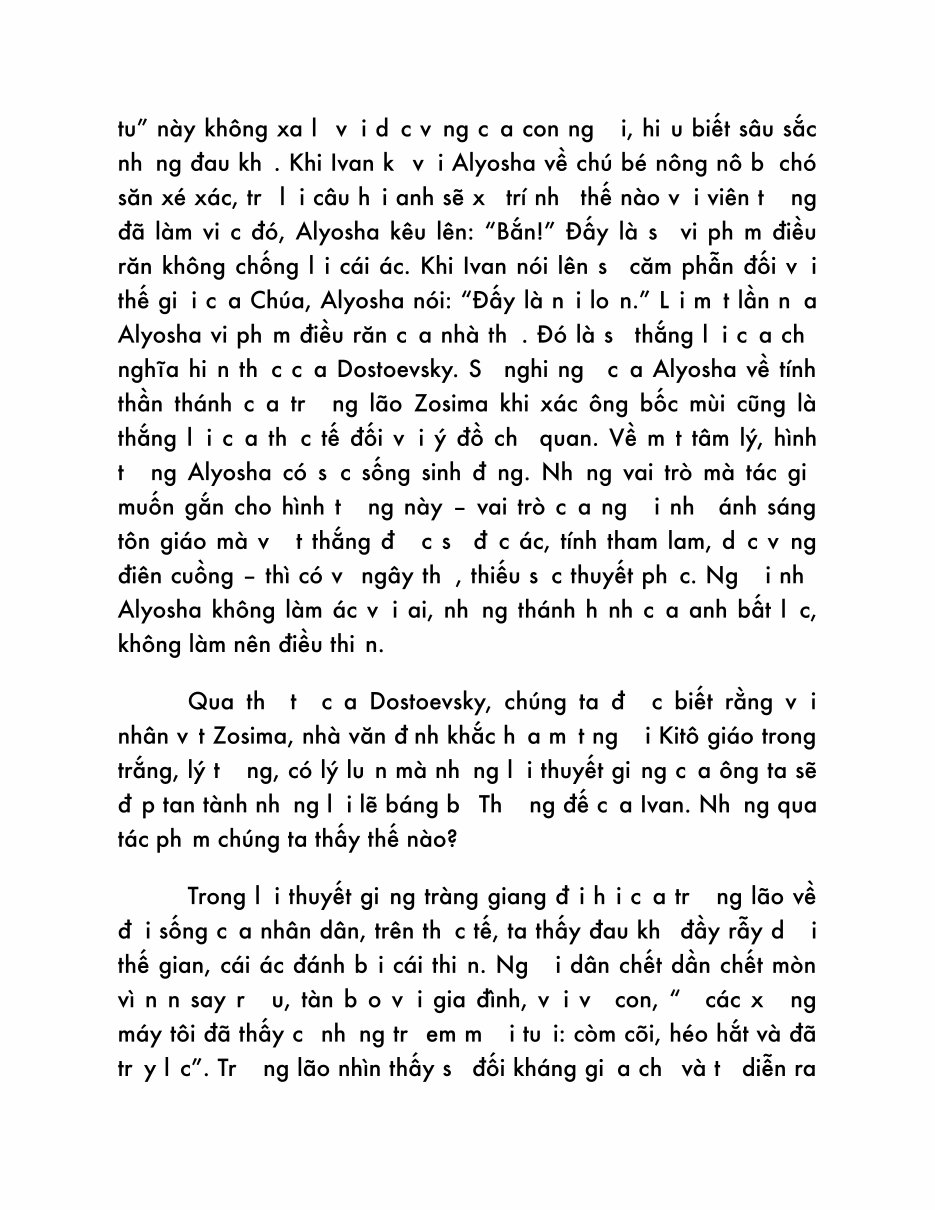 tu” này không xa l v i d c v ng c a con ng i, hi u biết sâu sắc
nh ng đau kh . Khi Ivan k v i Alyosha về chú bé nông nô b chó
săn xé xác, tr l i câu h i anh sẽ x trí nh thế nào v i viên t ng
đã làm vi c đó, Alyosha kêu lên: “Bắn!” Đấy là s vi ph m điều
răn không chống l i cái ác. Khi Ivan nói lên s căm phẫn đối v i
thế gi i c a Chúa, Alyosha nói: “Đấy là n i lo n.” L i m t lần n a
Alyosha vi ph m điều răn c a nhà th . Đó là s thắng l i c a ch
nghĩa hi n th c c a Dostoevsky. S nghi ng c a Alyosha về tính
thần thánh c a tr ng lão Zosima khi xác ông bốc mùi cũng là
thắng l i c a th c tế đối v i ý đồ ch quan. Về m t tâm lý, hình
t ng Alyosha có s c sống sinh đ ng. Nh ng vai trò mà tác gi
muốn gắn cho hình t ng này – vai trò c a ng i nh ánh sáng
tôn giáo mà v t thắng đ c s đ c ác, tính tham lam, d c v ng
điên cuồng – thì có v ngây th , thiếu s c thuyết ph c. Ng i nh
Alyosha không làm ác v i ai, nh ng thánh h nh c a anh bất l c,
không làm nên điều thi n.
Qua th t c a Dostoevsky, chúng ta đ c biết rằng v i
nhân v t Zosima, nhà văn đ nh khắc h a m t ng i Kitô giáo trong
trắng, lý t ng, có lý lu n mà nh ng l i thuyết gi ng c a ông ta sẽ
đ p tan tành nh ng l i lẽ báng b Th ng đế c a Ivan. Nh ng qua
tác ph m chúng ta thấy thế nào?
Trong l i thuyết gi ng tràng giang đ i h i c a tr ng lão về
đ i sống c a nhân dân, trên th c tế, ta thấy đau kh đầy rẫy d i
thế gian, cái ác đánh b i cái thi n. Ng i dân chết dần chết mòn
vì n n say r u, tàn b o v i gia đình, v i v con, “ các x ng
máy tôi đã thấy c nh ng tr em m i tu i: còm cõi, héo hắt và đã
tr y l c”. Tr ng lão nhìn thấy s đối kháng gi a ch và t diễn ra